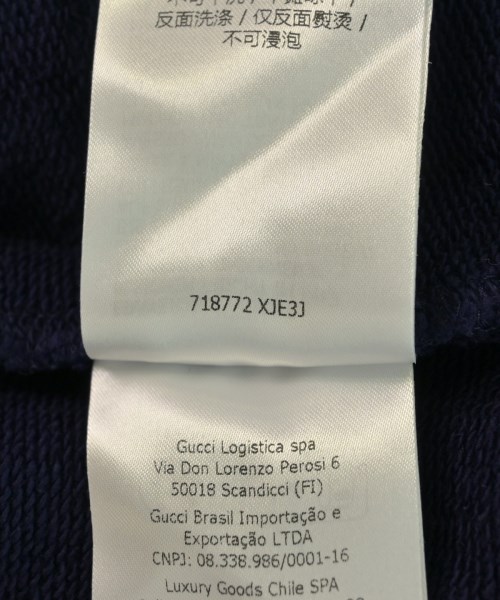 反面洗涤 / 仅反面熨烫 /
不可浸泡
718772 XJE3J
Gucci Logistica spa
Via Don Lorenzo Perosi 6
50018 Scandicci (FI)
Gucci Brasil Importação e
Exportação LTDA
CNPJ: 08.338.986/0001-16
Luxury Goods Chile SPA